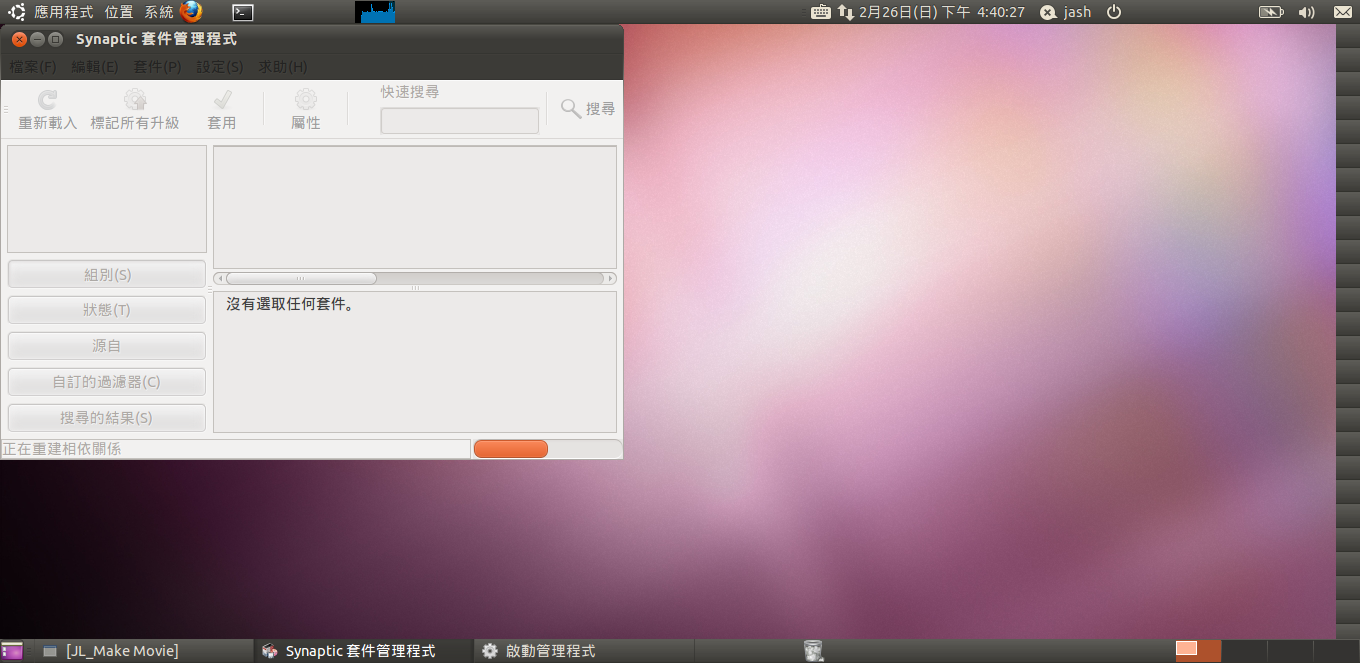 應用程式 位置 系統 2月26日(日) 下午 4:40:27 jash
Synaptic 套件管理程式
檔案(F) 編輯(E) 套件(P) 設定(S) 求助(H)
快速搜尋
重新載入 標記所有升級 套用 屬性 搜尋
組別(S)
狀態(T)
源自
自訂的過濾器(C)
搜尋的結果(S)
沒有選取任何套件。
正在重建相依關係
[JL_Make Movie] Synaptic 套件管理程式 啟動管理程式